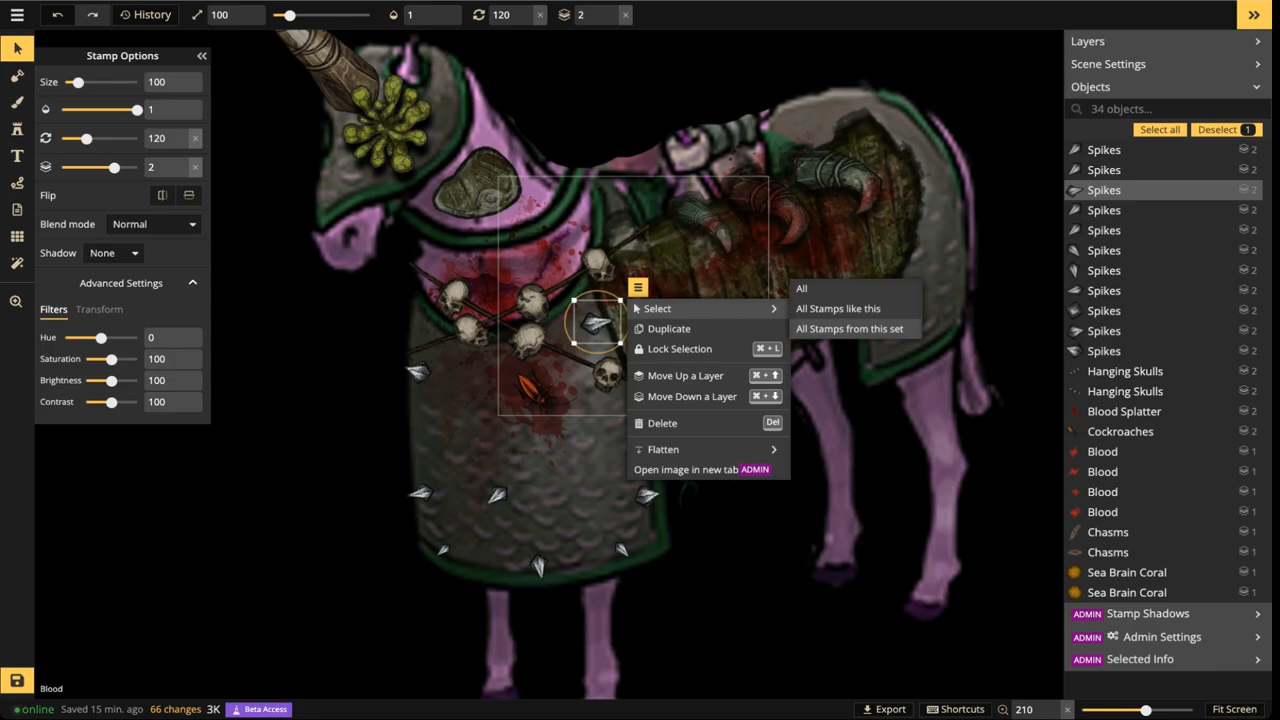 History
100
1
120
×
2
×
Stamp Options
Size
100
1
120
×
2
×
Flip
Blend mode
Normal
Shadow
None
Advanced Settings
Filters
Transform
Hue
0
Saturation
100
Brightness
100
Contrast
100
Select
Duplicate
Lock Selection
⌘ + L
Move Up a Layer
⌘ + ⬆
Move Down a Layer
⌘ + ⬇
Delete
Del
Flatten
Open image in new tab ADMIN
All
All Stamps like this
All Stamps from this set
Layers
Scene Settings
Objects
34 objects...
Select all
Deselect 1
Spikes 2
Spikes 2
Spikes 2
Spikes 2
Spikes 2
Spikes 2
Spikes 2
Spikes 2
Spikes 2
Spikes 2
Spikes 2
Hanging Skulls 2
Hanging Skulls 2
Blood Splatter 2
Cockroaches 2
Blood 1
Blood 1
Blood 1
Blood 1
Chasms 1
Chasms 1
Sea Brain Coral 1
Sea Brain Coral 1
ADMIN Stamp Shadows
ADMIN Admin Settings
ADMIN Selected Info
Blood
online Saved 15 min. ago 66 changes 3K Beta Access
Export
Shortcuts
210
×
Fit Screen